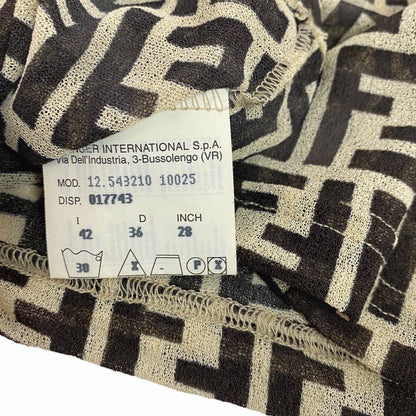 INTERNATIONAL S.p.A.
Via Dell'Industria, 3-Bussolengo (VR)
MOD. 12.543210 10025
DISP. 017743
I D INCH
42 36 28
30
P